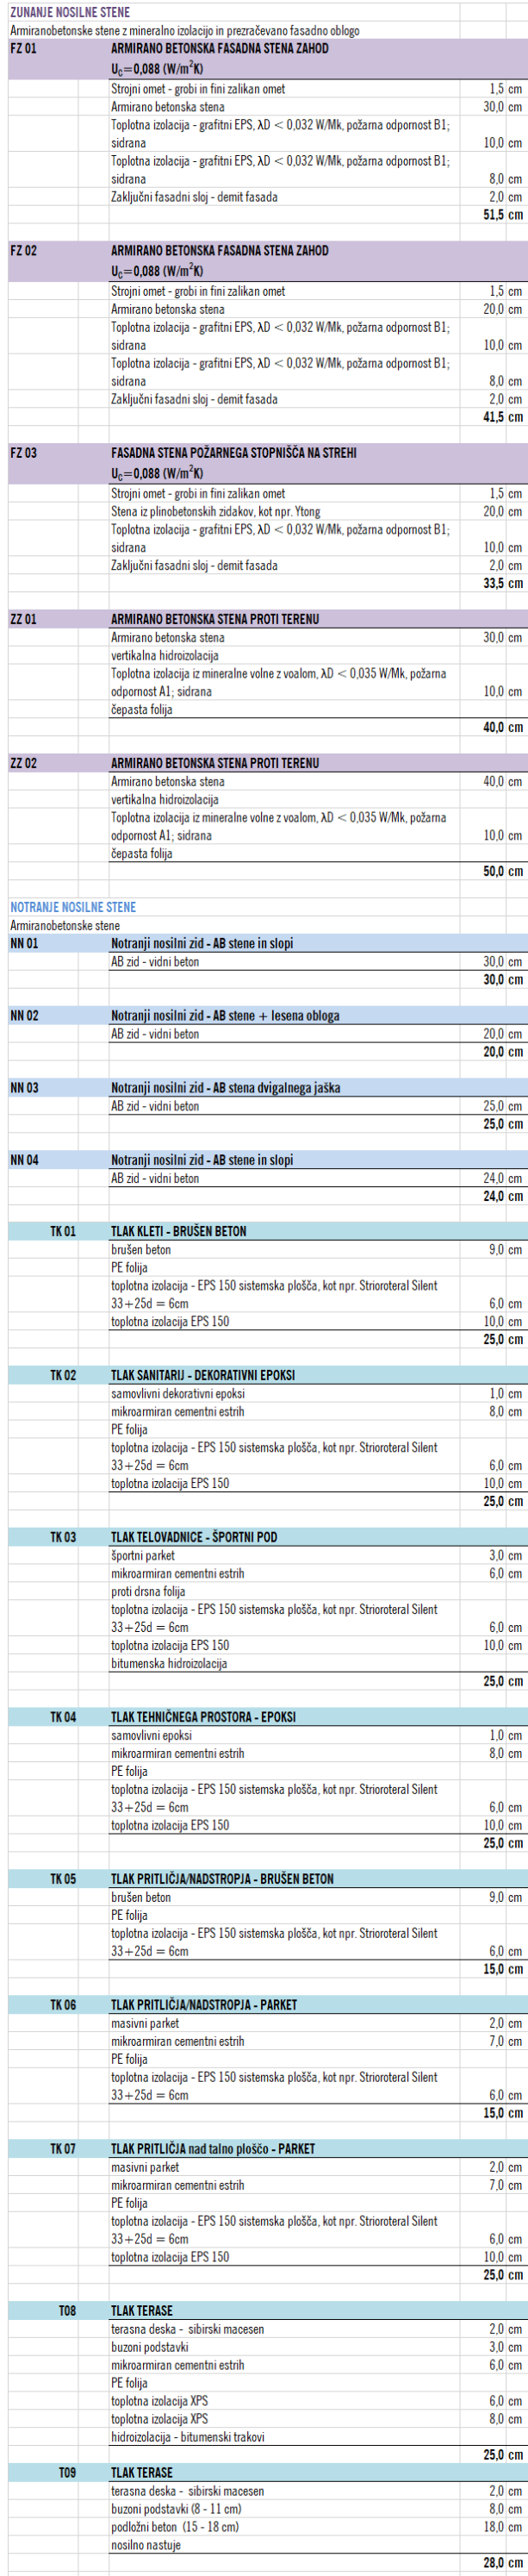 ZUNANJE NOSILNE STENE
Armiranobetonske stene z mineralno izolacijo in prezračevano fasadno oblogo
FZ 01 ARMIRANO BETONSKA FASADNA STENA ZAHOD
UC=0,088 (W/m²K)
Strojni omet - grobi in fini zalikan omet 1,5 cm
Armirano betonska stena 30,0 cm
Toplotna izolacija - grafitni EPS, λD < 0,032 W/Mk, požarna odpornost B1;
sidrana 10,0 cm
Toplotna izolacija - grafitni EPS, λD < 0,032 W/Mk, požarna odpornost B1;
sidrana 8,0 cm
Zaključni fasadni sloj - demit fasada 2,0 cm
51,5 cm
FZ 02 ARMIRANO BETONSKA FASADNA STENA ZAHOD
UC=0,088 (W/m²K)
Strojni omet - grobi in fini zalikan omet 1,5 cm
Armirano betonska stena 20,0 cm
Toplotna izolacija - grafitni EPS, λD < 0,032 W/Mk, požarna odpornost B1;
sidrana 10,0 cm
Toplotna izolacija - grafitni EPS, λD < 0,032 W/Mk, požarna odpornost B1;
sidrana 8,0 cm
Zaključni fasadni sloj - demit fasada 2,0 cm
41,5 cm
FZ 03 FASADNA STENA POŽARNEGA STOPNIŠČA NA STREHI
UC=0,088 (W/m²K)
Strojni omet - grobi in fini zalikan omet 1,5 cm
Stena iz plinobetonskih zidakov, kot npr. Ytong 20,0 cm
Toplotna izolacija - grafitni EPS, λD < 0,032 W/Mk, požarna odpornost B1;
sidrana 10,0 cm
Zaključni fasadni sloj - demit fasada 2,0 cm
33,5 cm
ZZ 01 ARMIRANO BETONSKA STENA PROTI TERENU
Armirano betonska stena 30,0 cm
vertikalna hidroizolacija
Toplotna izolacija iz mineralne volne z voalom, λD < 0,035 W/Mk, požarna
odpornost A1; sidrana 10,0 cm
čepasta folija
40,0 cm
ZZ 02 ARMIRANO BETONSKA STENA PROTI TERENU
Armirano betonska stena 40,0 cm
vertikalna hidroizolacija
Toplotna izolacija iz mineralne volne z voalom, λD < 0,035 W/Mk, požarna
odpornost A1; sidrana 10,0 cm
čepasta folija
50,0 cm
NOTRANJE NOSILNE STENE
Armiranobetonske stene
NN 01 Notranji nosilni zid - AB stene in slopi
AB zid - vidni beton 30,0 cm
30,0 cm
NN 02 Notranji nosilni zid - AB stene + lesena obloga
AB zid - vidni beton 20,0 cm
20,0 cm
NN 03 Notranji nosilni zid - AB stena dvigalnega jaška
AB zid - vidni beton 25,0 cm
25,0 cm
NN 04 Notranji nosilni zid - AB stene in slopi
AB zid - vidni beton 24,0 cm
24,0 cm
TK 01 TLAK KLETI - BRUŠEN BETON
brušen beton 9,0 cm
PE folija
toplotna izolacija - EPS 150 sistemska plošča, kot npr. Strioroteral Silent
33+25d = 6cm 6,0 cm
toplotna izolacija EPS 150 10,0 cm
25,0 cm
TK 02 TLAK SANITARIJ - DEKORATIVNI EPOKSI
samovlivni dekorativni epoksi 1,0 cm
mikroarmiran cementni estrih 8,0 cm
PE folija
toplotna izolacija - EPS 150 sistemska plošča, kot npr. Strioroteral Silent
33+25d = 6cm 6,0 cm
toplotna izolacija EPS 150 10,0 cm
25,0 cm
TK 03 TLAK TELOVADNICE - ŠPORTNI POD
športni parket 3,0 cm
mikroarmiran cementni estrih 6,0 cm
proti drsna folija
toplotna izolacija - EPS 150 sistemska plošča, kot npr. Strioroteral Silent
33+25d = 6cm 6,0 cm
toplotna izolacija EPS 150 10,0 cm
bitumenska hidroizolacija
25,0 cm
TK 04 TLAK TEHNIČNEGA PROSTORA - EPOKSI
samovlivni epoksi 1,0 cm
mikroarmiran cementni estrih 8,0 cm
PE folija
toplotna izolacija - EPS 150 sistemska plošča, kot npr. Strioroteral Silent
33+25d = 6cm 6,0 cm
toplotna izolacija EPS 150 10,0 cm
25,0 cm
TK 05 TLAK PRITLIČJA/NADSTROPJA - BRUŠEN BETON
brušen beton 9,0 cm
PE folija
toplotna izolacija - EPS 150 sistemska plošča, kot npr. Strioroteral Silent
33+25d = 6cm 6,0 cm
15,0 cm
TK 06 TLAK PRITLIČJA/NADSTROPJA - PARKET
masivni parket 2,0 cm
mikroarmiran cementni estrih 7,0 cm
PE folija
toplotna izolacija - EPS 150 sistemska plošča, kot npr. Strioroteral Silent
33+25d = 6cm 6,0 cm
15,0 cm
TK 07 TLAK PRITLIČJA nad talno ploščo - PARKET
masivni parket 2,0 cm
mikroarmiran cementni estrih 7,0 cm
PE folija
toplotna izolacija - EPS 150 sistemska plošča, kot npr. Strioroteral Silent
33+25d = 6cm 6,0 cm
toplotna izolacija EPS 150 10,0 cm
25,0 cm
T08 TLAK TERASE
terasna deska - sibirski macesen 2,0 cm
buzoni podstavki 3,0 cm
mikroarmiran cementni estrih 6,0 cm
PE folija
toplotna izolacija XPS 6,0 cm
toplotna izolacija XPS 8,0 cm
hidroizolacija - bitumenski trakovi
25,0 cm
T09 TLAK TERASE
terasna deska - sibirski macesen 2,0 cm
buzoni podstavki (8 - 11 cm) 8,0 cm
podložni beton (15 - 18 cm) 18,0 cm
nosilno nastuje
28,0 cm